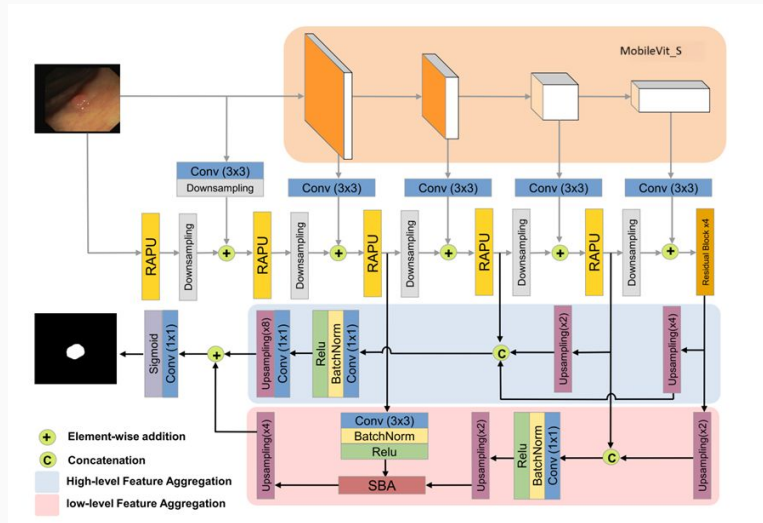 MobileVit_S
Conv (3x3)
Downsampling
Conv (3x3)
Conv (3x3)
Conv (3x3)
Conv (3x3)
RAPU
Downsampling
+
RAPU
Downsampling
+
RAPU
Downsampling
+
RAPU
Downsampling
+
RAPU
Downsampling
+
Residual Block x4
Sigmoid
Conv (1x1)
+
Upsampling(x8)
Conv (1x1)
Relu
BatchNorm
Conv (1x1)
C
Upsampling(x2)
Upsampling(x4)
Upsampling(x4)
Conv (3x3)
BatchNorm
Relu
SBA
Upsampling(x2)
Relu
BatchNorm
Conv (1x1)
C
Upsampling(x2)
+ Element-wise addition
C Concatenation
High-level Feature Aggregation
low-level Feature Aggregation